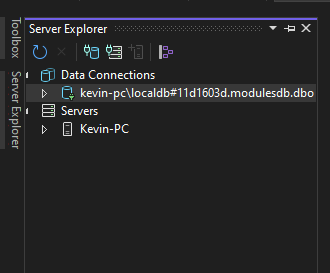 Toolbox
Server Explorer
Server Explorer
Data Connections
kevin-pc\localdb#11d1603d.modulesdb.dbo
Servers
Kevin-PC